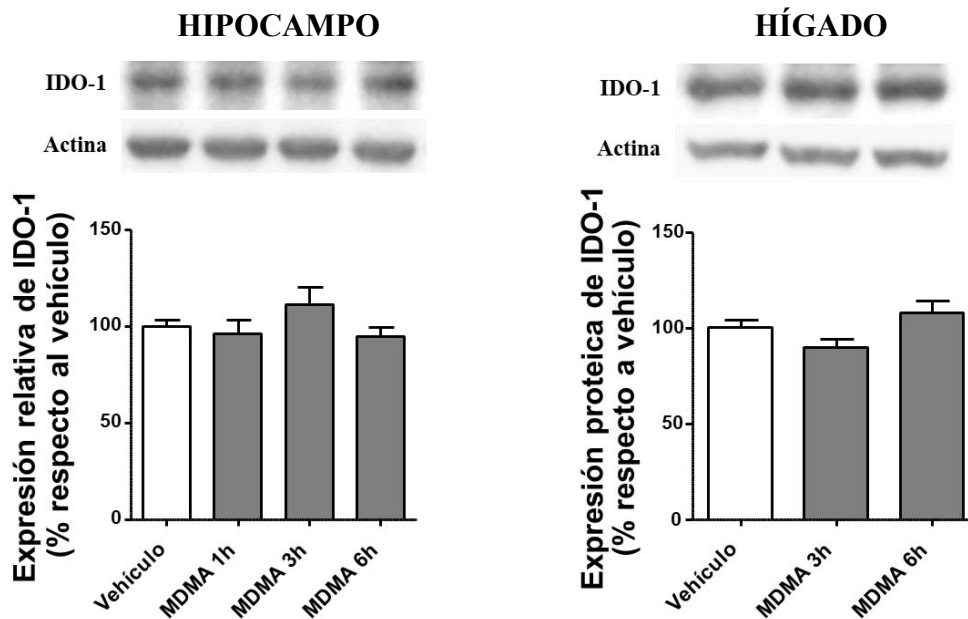 HIPOCAMPO
IDO-1
Actina
Expresión relativa de IDO-1
(% respecto al vehículo)
150
100
50
0
Vehículo
MDMA 1h
MDMA 3h
MDMA 6h
HÍGADO
IDO-1
Actina
Expresión proteica de IDO-1
(% respecto a vehículo)
150
100
50
0
Vehículo
MDMA 3h
MDMA 6h